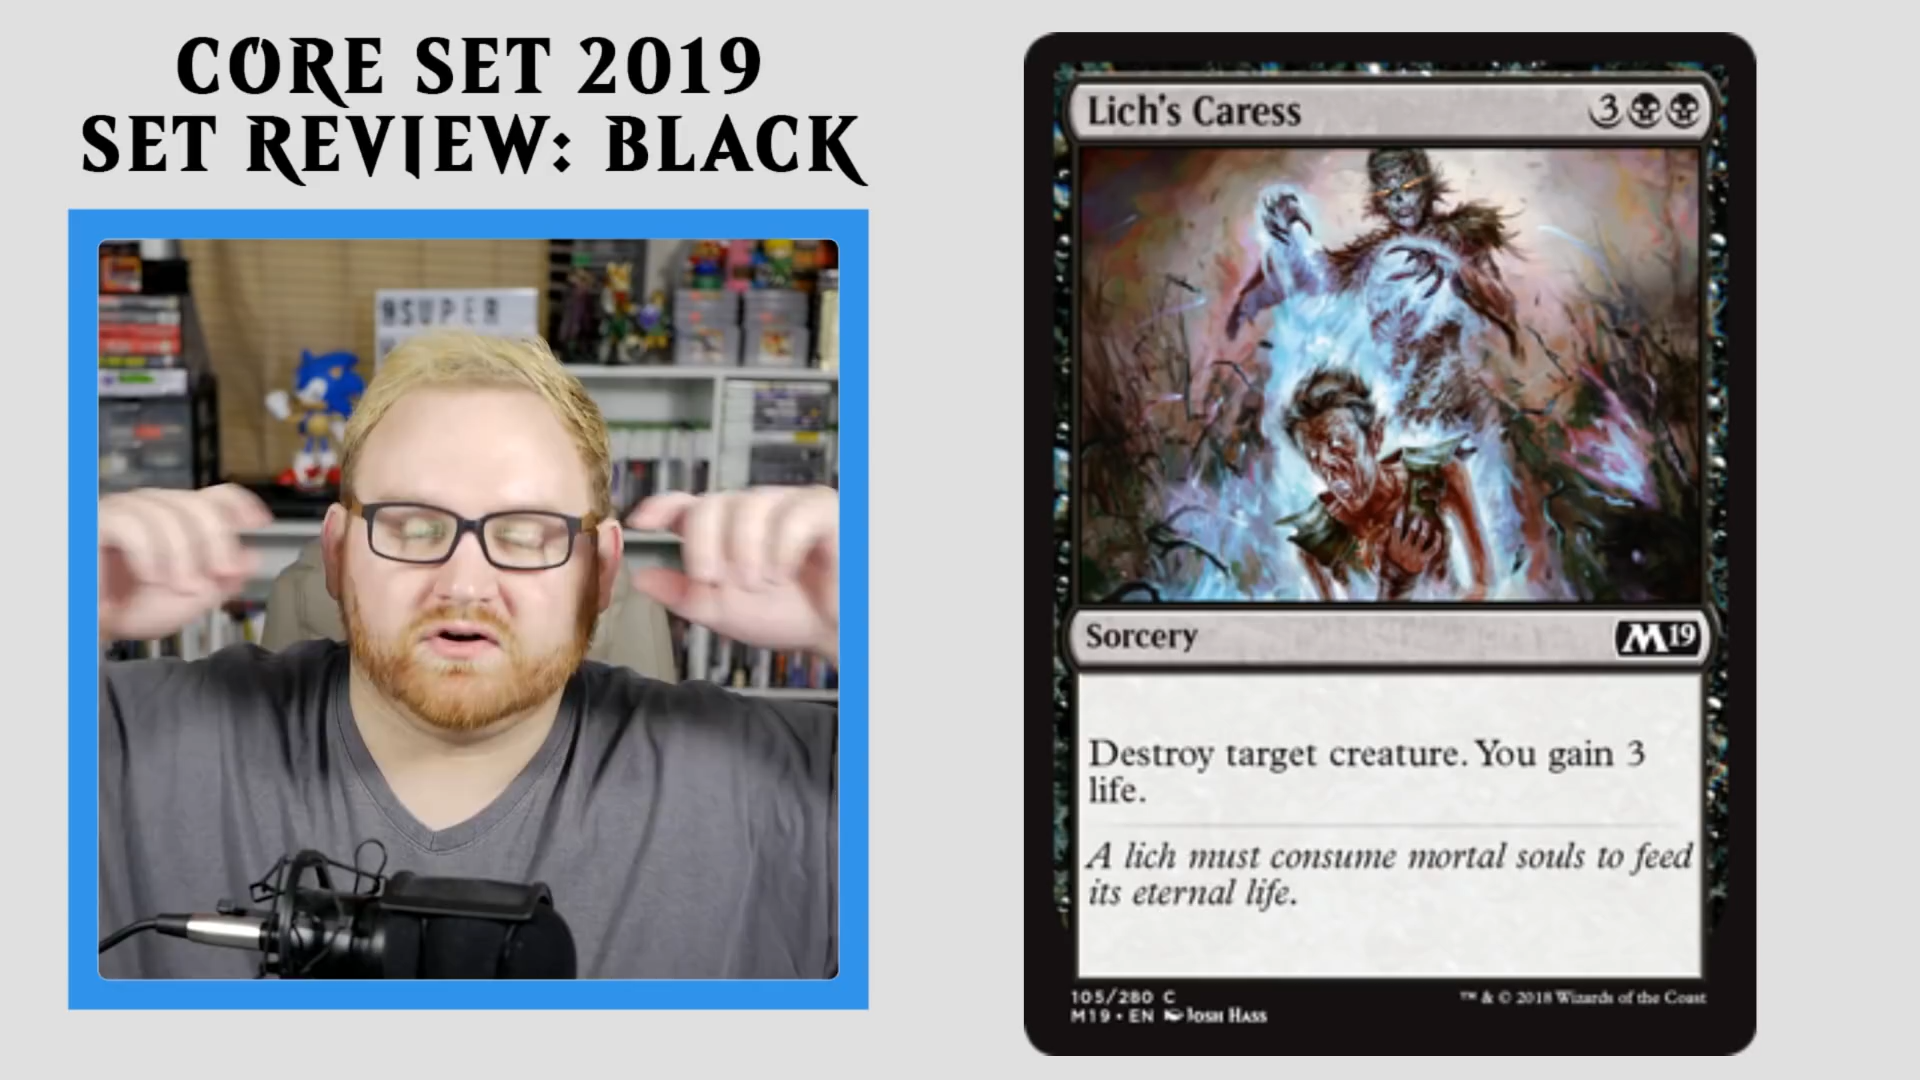 CORE SET 2019
SET REVIEW: BLACK
SUPER
Lich's Caress 3
Sorcery M19
Destroy target creature. You gain 3
life.
A lich must consume mortal souls to feed
its eternal life.
105/280 C
M19 • EN Josh Hass
™ & © 2018 Wizards of the Coast